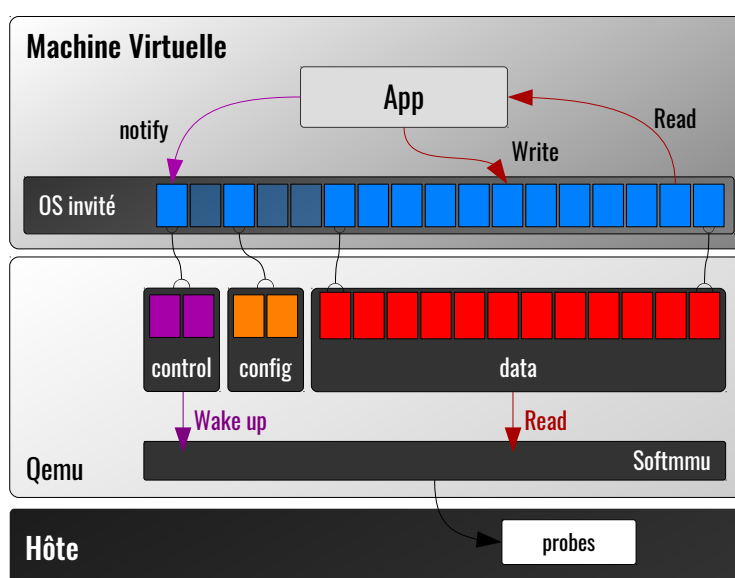 Machine Virtuelle
App
notify
Read
Write
OS invité
control
config
data
Wake up
Read
Softmmu
Qemu
Hôte
probes